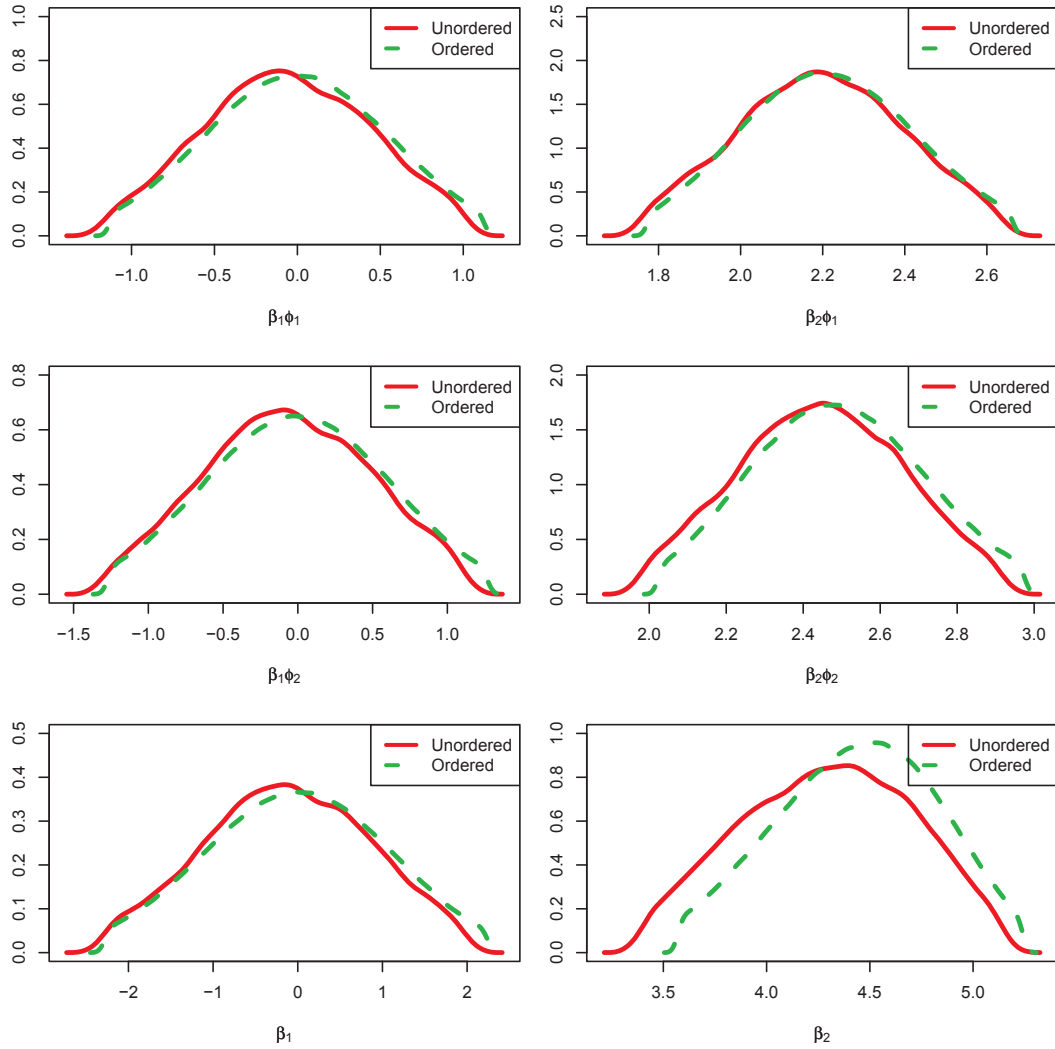 Unordered
Ordered
0.0 0.2 0.4 0.6 0.8 1.0
−1.0 −0.5 0.0 0.5 1.0
β₁ϕ₁
Unordered
Ordered
0.0 0.5 1.0 1.5 2.0 2.5
1.8 2.0 2.2 2.4 2.6
β₂ϕ₁
Unordered
Ordered
0.0 0.2 0.4 0.6 0.8
−1.5 −1.0 −0.5 0.0 0.5 1.0
β₁ϕ₂
Unordered
Ordered
0.0 0.5 1.0 1.5 2.0
2.0 2.2 2.4 2.6 2.8 3.0
β₂ϕ₂
Unordered
Ordered
0.0 0.1 0.2 0.3 0.4 0.5
−2 −1 0 1 2
β₁
Unordered
Ordered
0.0 0.2 0.4 0.6 0.8 1.0
3.5 4.0 4.5 5.0
β₂